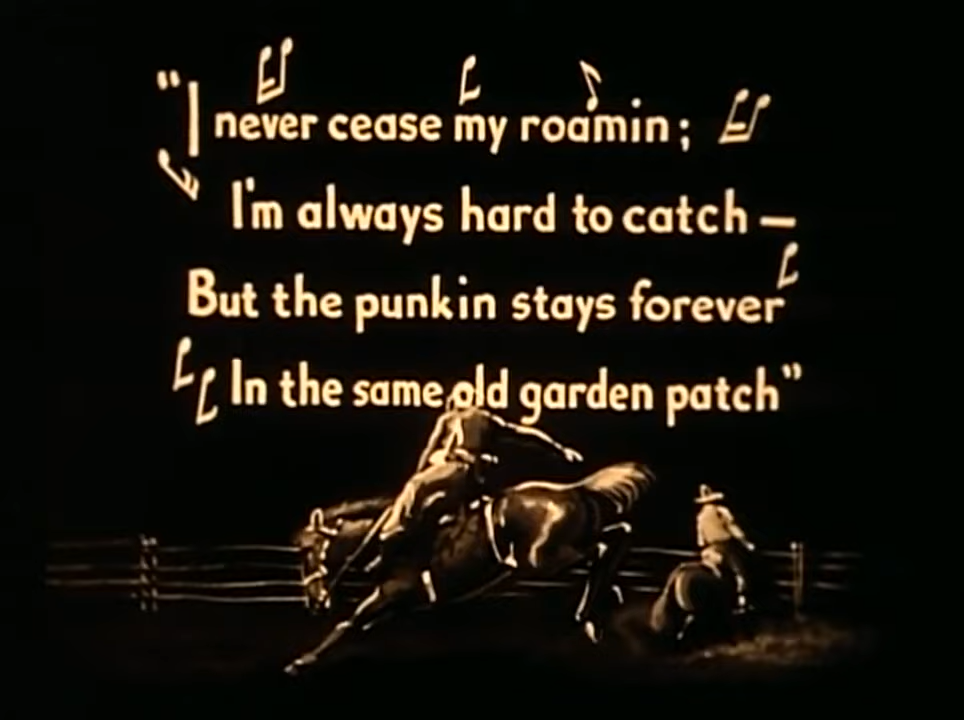 "I never cease my roamin;
I'm always hard to catch —
But the punkin stays forever
In the same old garden patch"